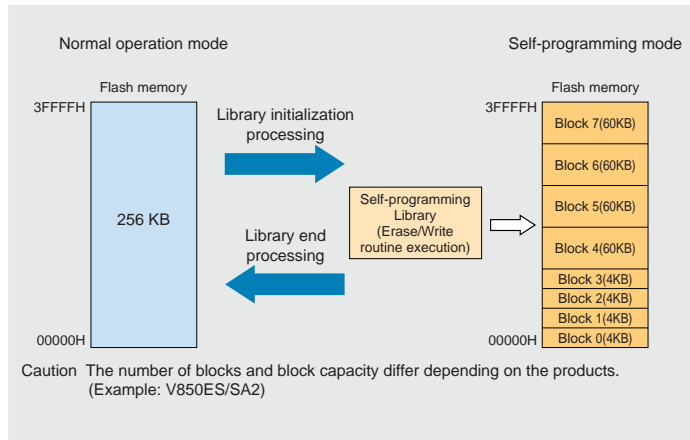 Normal operation mode
Self-programming mode
Flash memory
Flash memory
3FFFFH
3FFFFH
Library initialization
processing
Block 7(60KB)
Block 6(60KB)
256 KB
Self-programming
Library
(Erase/Write
routine execution)
Block 5(60KB)
Library end
processing
Block 4(60KB)
Block 3(4KB)
Block 2(4KB)
Block 1(4KB)
00000H
00000H
Block 0(4KB)
Caution The number of blocks and block capacity differ depending on the products.
(Example: V850ES/SA2)